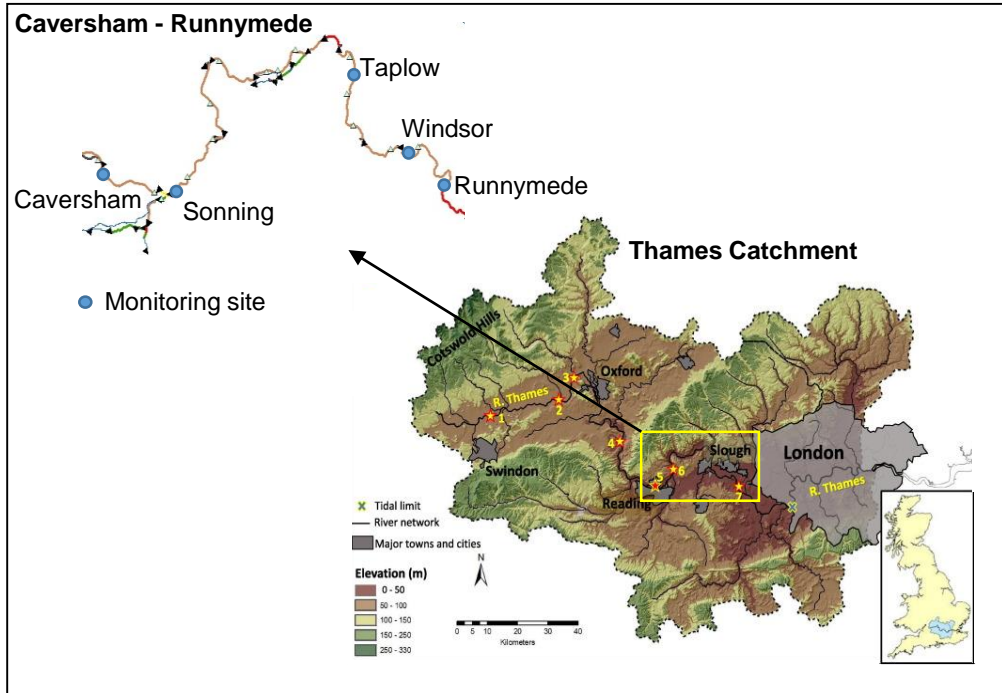 Caversham - Runnymede
Taplow
Windsor
Runnymede
Caversham
Sonning
Monitoring site
Thames Catchment
Cotswold Hills
3
Oxford
R. Thames
2
1
4
Slough
London
6
Swindon
5
7
R. Thames
Reading
Tidal limit
River network
Major towns and cities
N
Elevation (m)
0 - 50
50 - 100
100 - 150
150 - 250
250 - 330
0 5 10 20 30 40
Kilometers